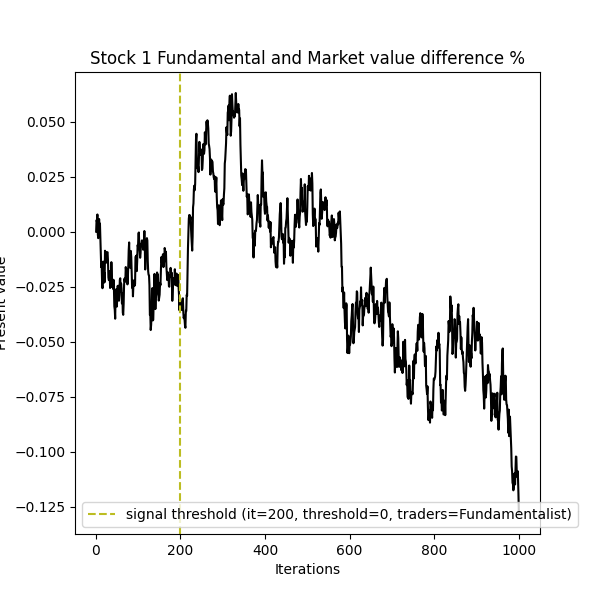 Stock 1 Fundamental and Market value difference %
Present value
0.050
0.025
0.000
−0.025
−0.050
−0.075
−0.100
−0.125
signal threshold (it=200, threshold=0, traders=Fundamentalist)
0 200 400 600 800 1000
Iterations